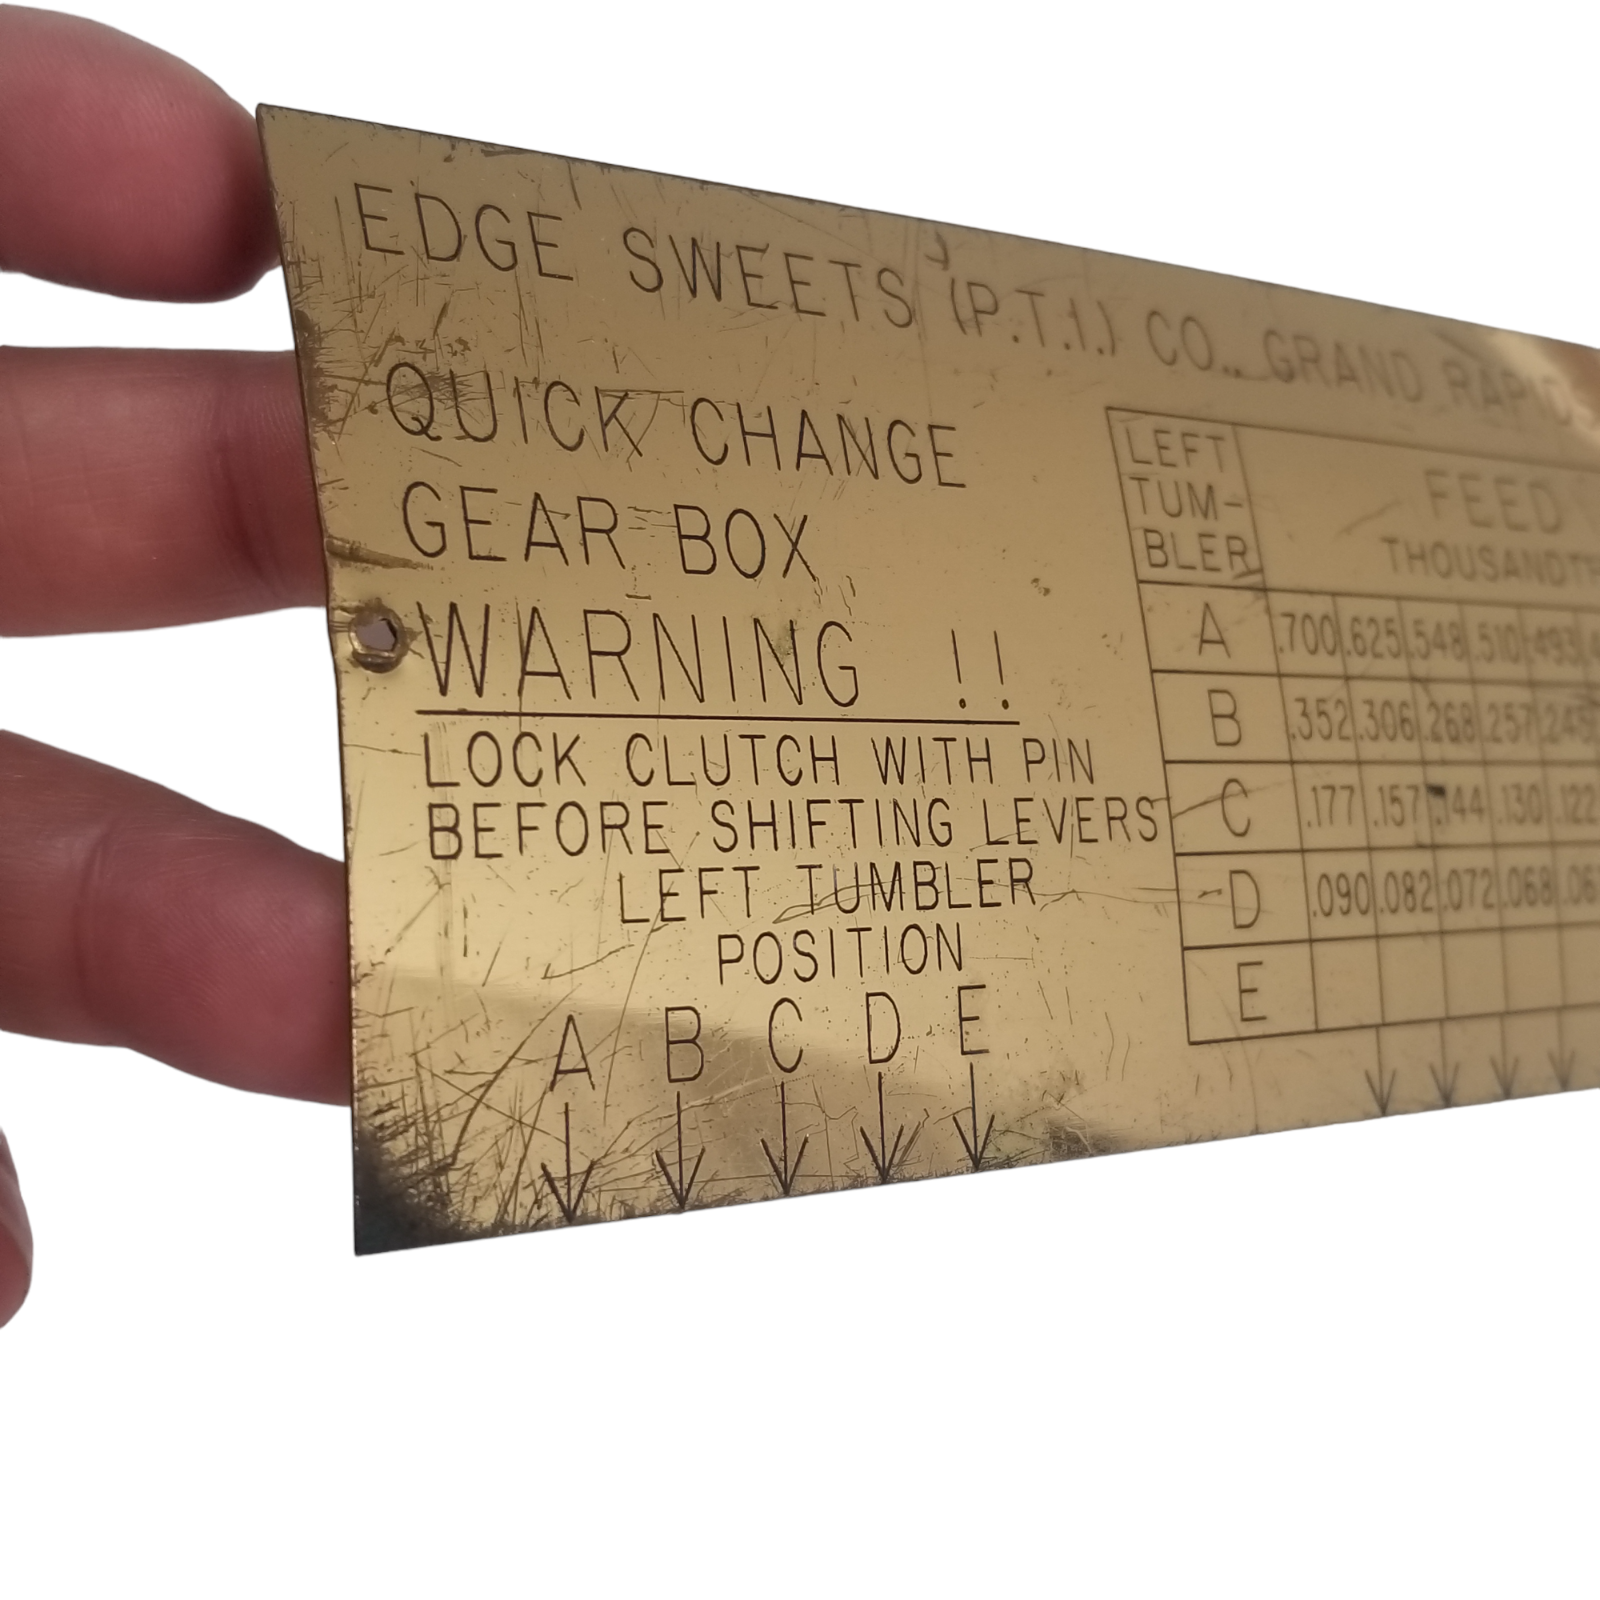 EDGE SWEETS (P.T.I.) CO., GRAND RAPID
QUICK CHANGE
GEAR BOX
WARNING !!
LOCK CLUTCH WITH PIN
BEFORE SHIFTING LEVERS
LEFT TUMBLER
POSITION
A B C D E
LEFT
TUM-
BLER
FEED
THOUSANDTH
A .700 .625 .548 .510 .493
B .352 .306 .268 .257 .245
C .177 .157 .144 .130 .122
D .090 .082 .072 .068
E